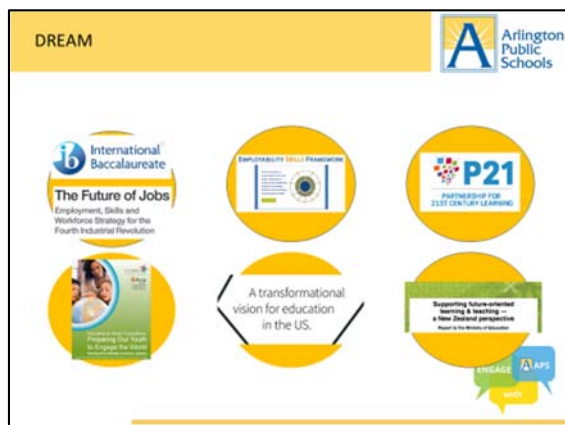 DREAM
Arlington
Public
Schools
International
Baccalaureate
The Future of Jobs
Employment, Skills and
Workforce Strategy for the
Fourth Industrial Revolution
EMPLOYABILITY SKILLS FRAMEWORK
P21
PARTNERSHIP FOR
21ST CENTURY LEARNING
Preparing Our Youth
to Engage the World
A transformational
vision for education
in the US.
Supporting future-oriented
learning & teaching —
a New Zealand perspective
Report to the Ministry of Education
ENGAGE
with
APS